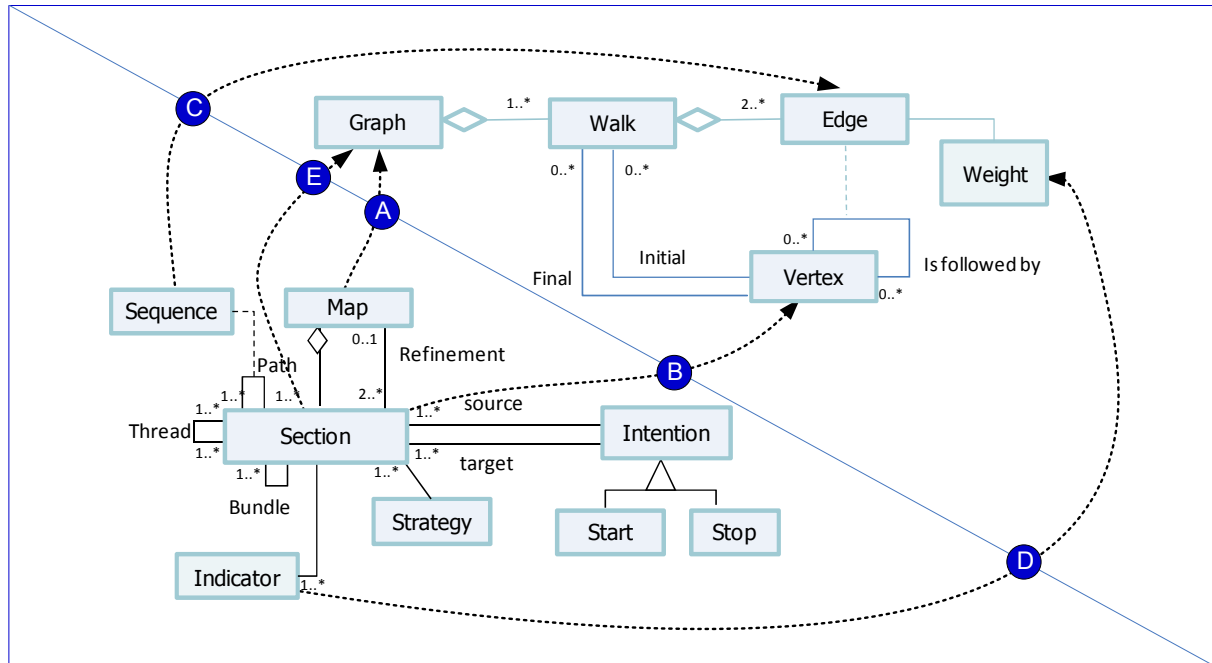 C
1..*
2..*
Graph
Walk
Edge
E
0..*
0..*
Weight
A
0..*
Initial
Is followed by
Final
Vertex
0..*
Sequence
Map
0..1
Refinement
Path
B
1..*
1..*
2..*
1..*
source
1..*
Thread
Section
Intention
1..*
1..*
target
1..*
1..*
Bundle
Strategy
Start
Stop
D
Indicator
1..*